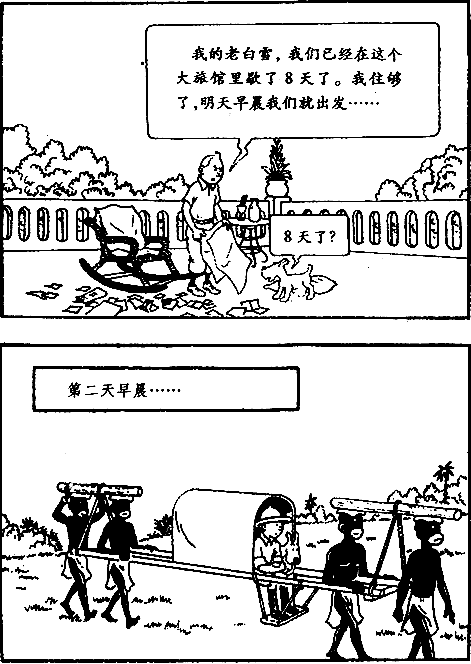 我的老白雪，我们已经在这个
大旅馆里歇了8天了。我住够
了，明天早晨我们就出发……
8天了？
第二天早晨……